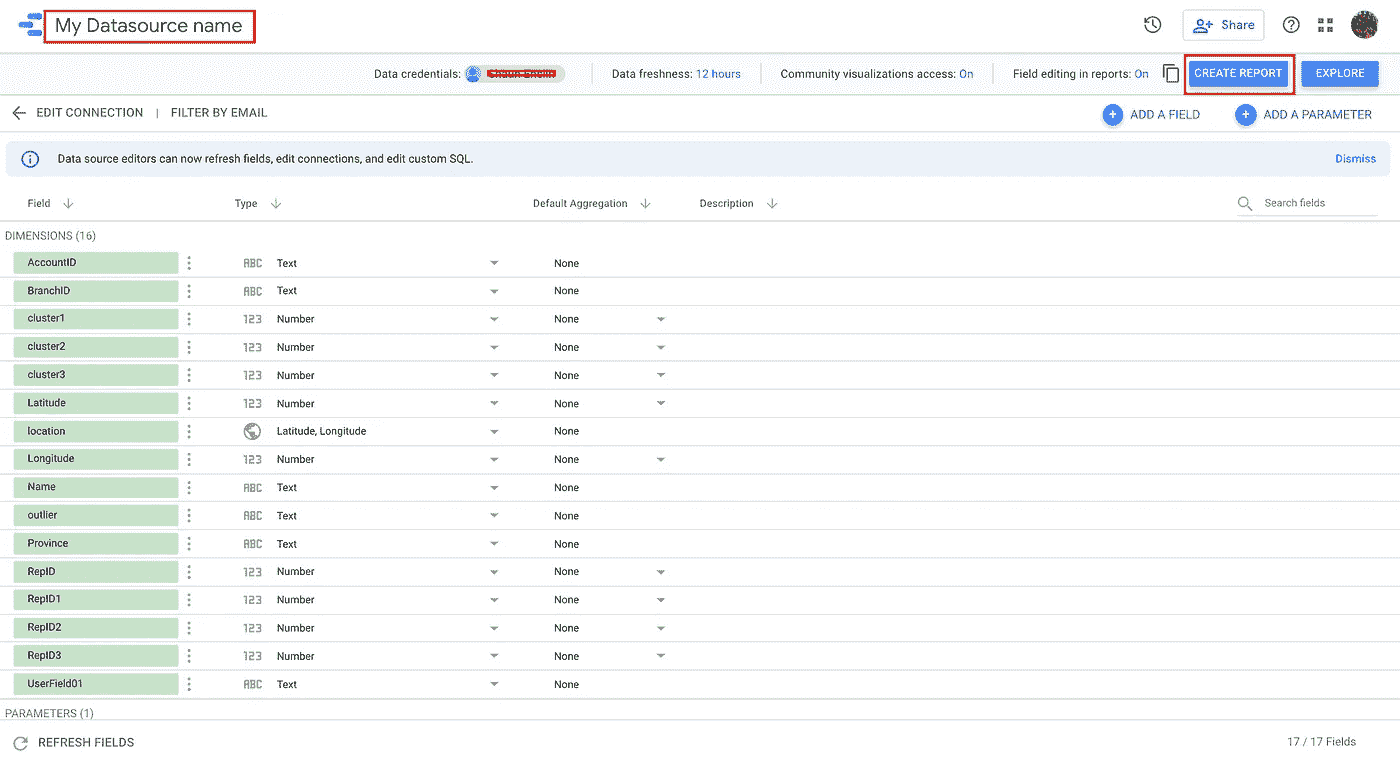 My Datasource name
Share
Data credentials:
Data freshness: 12 hours
Community visualizations access: On
Field editing in reports: On
CREATE REPORT
EXPLORE
EDIT CONNECTION | FILTER BY EMAIL
ADD A FIELD
ADD A PARAMETER
Data source editors can now refresh fields, edit connections, and edit custom SQL.
Dismiss
Field Type Default Aggregation Description Search fields
DIMENSIONS (16)
AccountID ABC Text None
BranchID ABC Text None
cluster1 123 Number None
cluster2 123 Number None
cluster3 123 Number None
Latitude 123 Number None
location Latitude, Longitude None
Longitude 123 Number None
Name ABC Text None
outlier ABC Text None
Province ABC Text None
RepID 123 Number None
RepID1 123 Number None
RepID2 123 Number None
RepID3 123 Number None
UserField01 ABC Text None
PARAMETERS (1)
REFRESH FIELDS
17 / 17 Fields